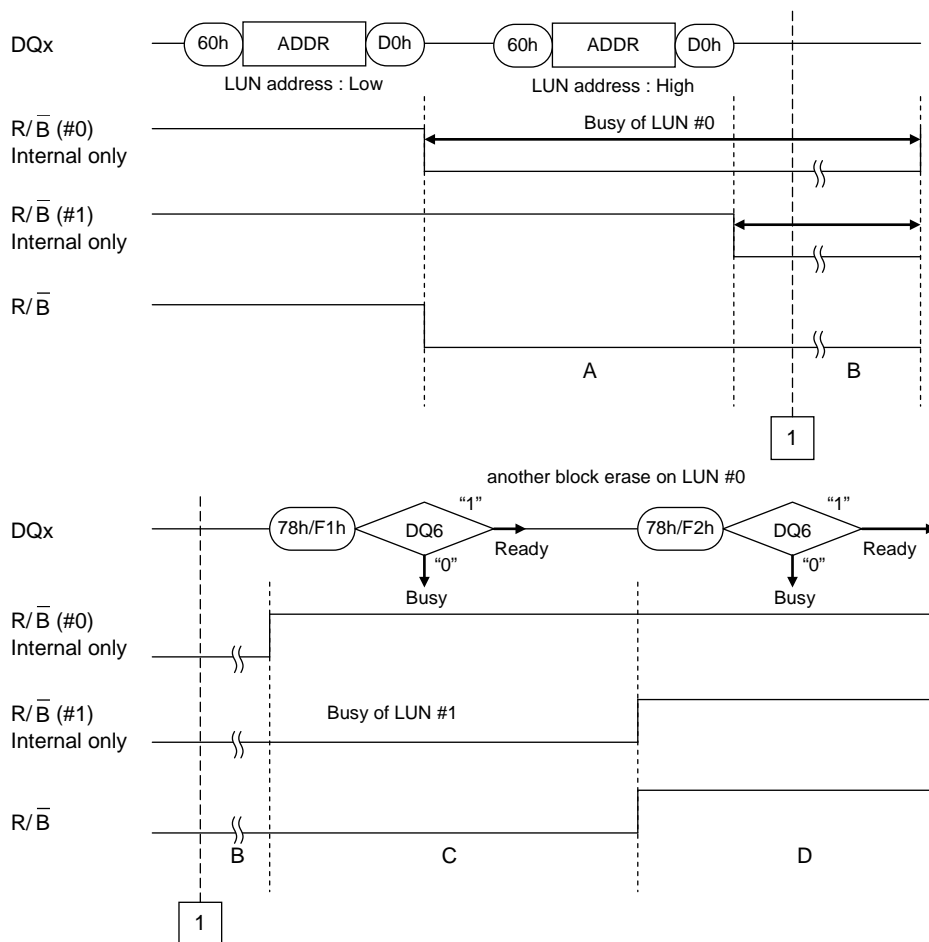 DQx 60h ADDR D0h 60h ADDR D0h 1
LUN address : Low LUN address : High
R/B̅ (#0) Busy of LUN #0
Internal only
R/B̅ (#1)
Internal only
R/B̅
A B
1
another block erase on LUN #0
DQx 78h/F1h DQ6 “1” Ready 78h/F2h DQ6 “1” Ready
“0” “0”
Busy Busy
R/B̅ (#0)
Internal only
R/B̅ (#1) Busy of LUN #1
Internal only
R/B̅
B C D
1